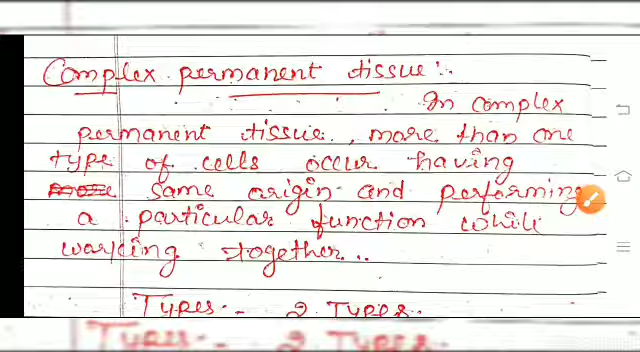 Complex permanent tissue:-
In complex
permanent tissue, more than one
type of cells occur having
same origin and performing
a particular function while
working together..
Types - 2 Types.